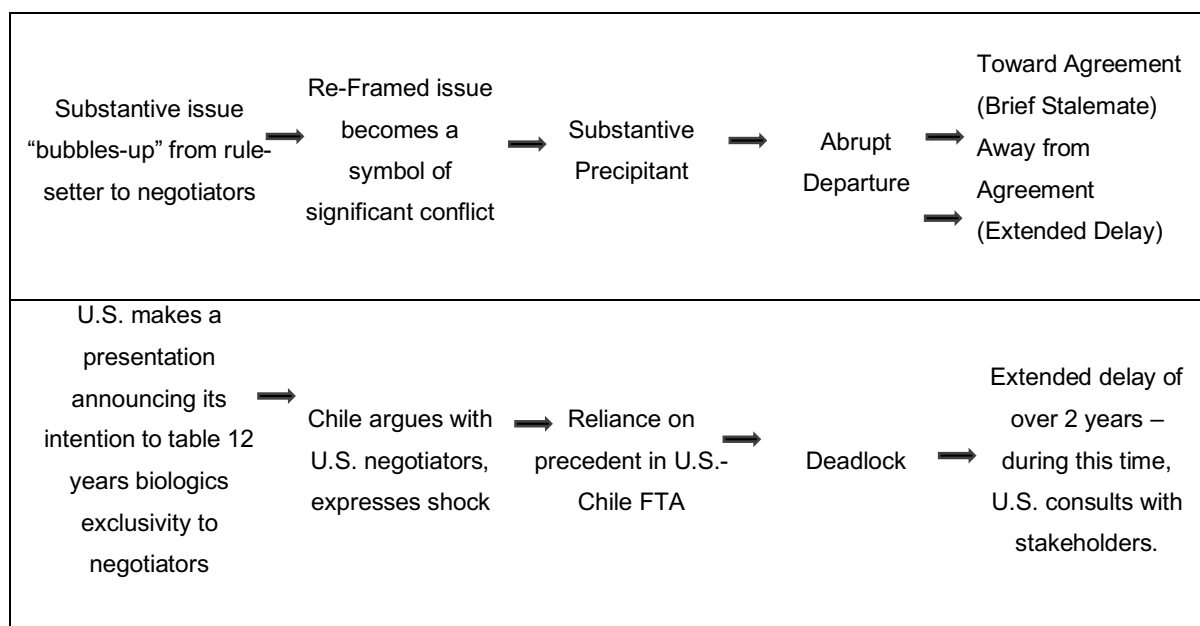 Substantive issue
“bubbles-up” from rule-
setter to negotiators
Re-Framed issue
becomes a
symbol of
significant conflict
Substantive
Precipitant
Abrupt
Departure
Toward Agreement
(Brief Stalemate)
Away from
Agreement
(Extended Delay)
U.S. makes a
presentation
announcing its
intention to table 12
years biologics
exclusivity to
negotiators
Chile argues with
U.S. negotiators,
expresses shock
Reliance on
precedent in U.S.-
Chile FTA
Deadlock
Extended delay of
over 2 years –
during this time,
U.S. consults with
stakeholders.